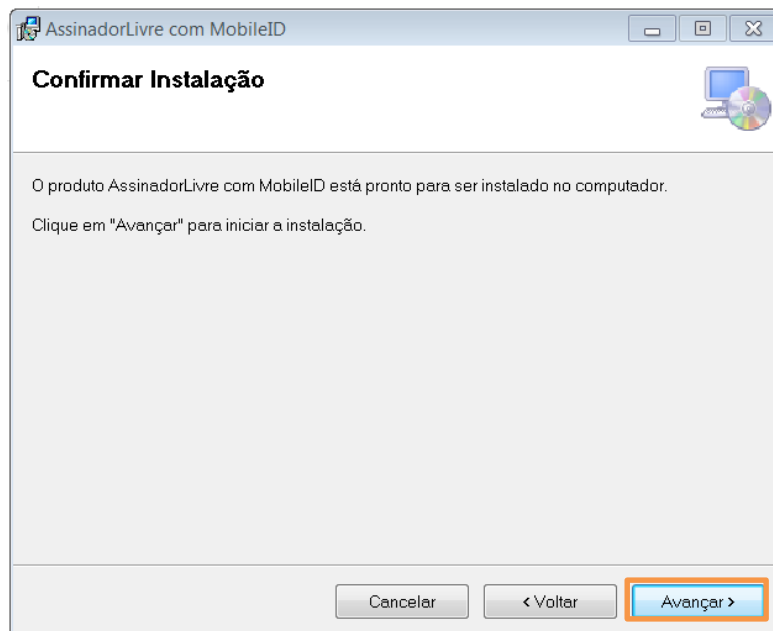 AssinadorLivre com MobileID
Confirmar Instalação
O produto AssinadorLivre com MobileID está pronto para ser instalado no computador.
Clique em "Avançar" para iniciar a instalação.
Cancelar
< Voltar
Avançar >